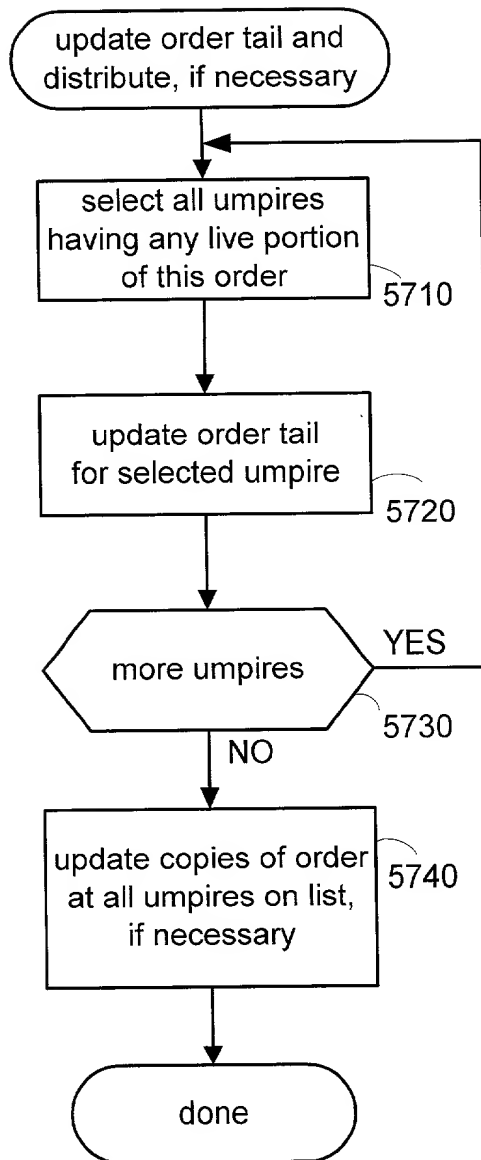 update order tail and
distribute, if necessary
select all umpires
having any live portion
of this order
5710
update order tail
for selected umpire
5720
more umpires
YES
5730
NO
update copies of order
at all umpires on list,
if necessary
5740
done